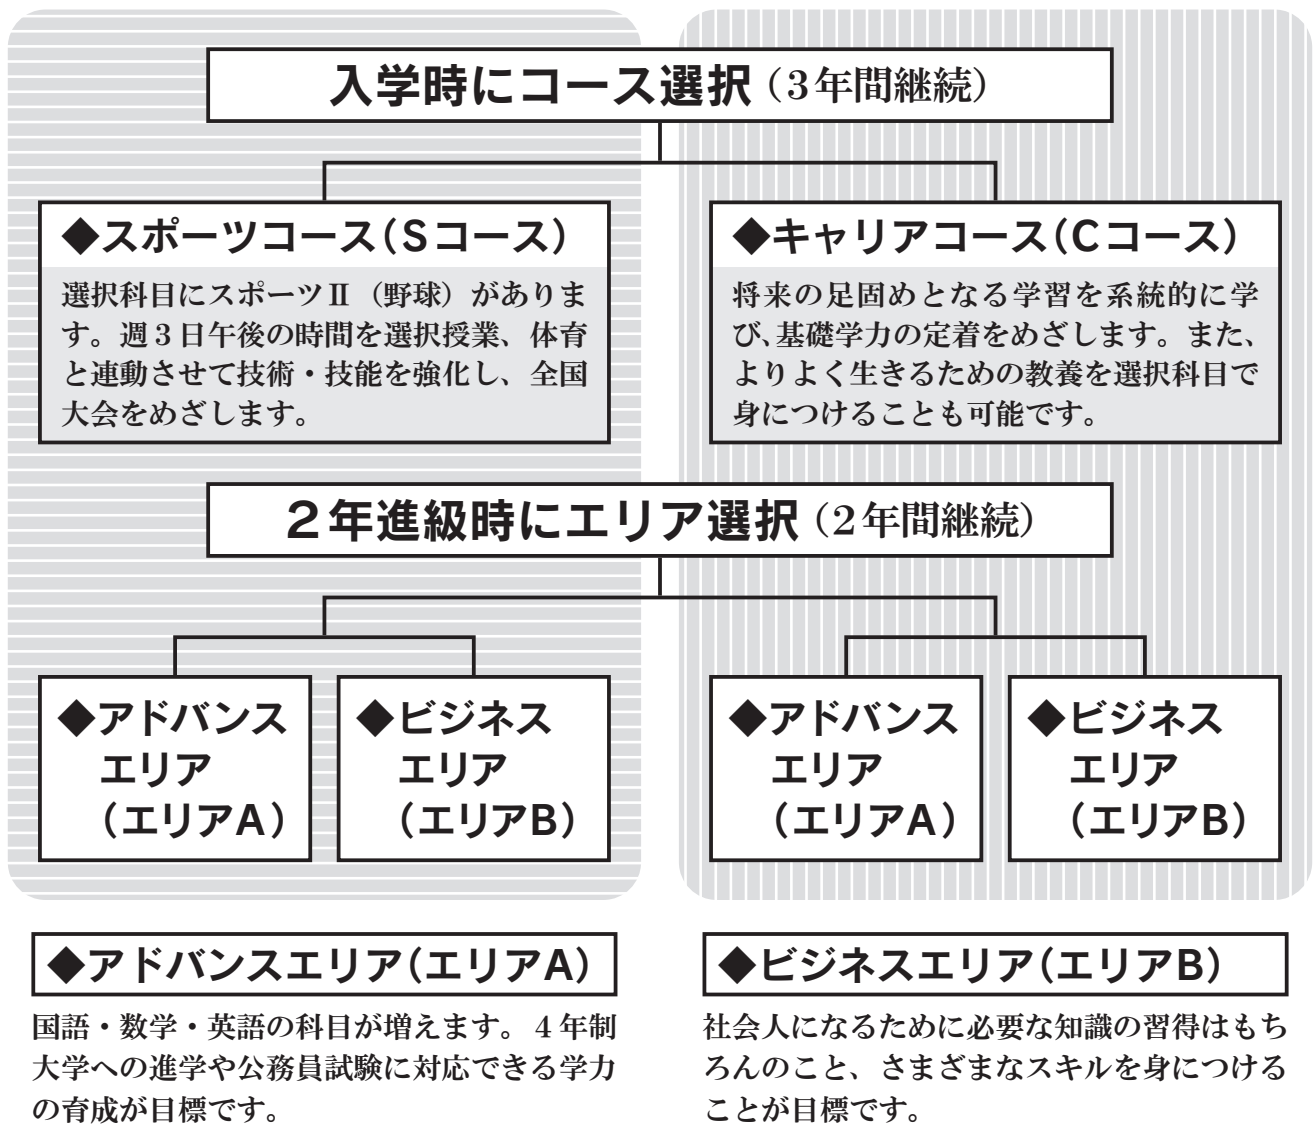 入学時にコース選択（3年間継続）
◆スポーツコース（Sコース）
選択科目にスポーツⅡ（野球）がありま
す。週３日午後の時間を選択授業、体育
と連動させて技術・技能を強化し、全国
大会をめざします。
◆キャリアコース（Cコース）
将来の足固めとなる学習を系統的に学
び、基礎学力の定着をめざします。また、
よりよく生きるための教養を選択科目で
身につけることも可能です。
２年進級時にエリア選択（２年間継続）
◆アドバンス
エリア
（エリアA）
◆ビジネス
エリア
（エリアB）
◆アドバンス
エリア
（エリアA）
◆ビジネス
エリア
（エリアB）
◆アドバンスエリア（エリアA）
国語・数学・英語の科目が増えます。４年制
大学への進学や公務員試験に対応できる学力
の育成が目標です。
◆ビジネスエリア（エリアB）
社会人になるために必要な知識の習得はもち
ろんのこと、さまざまなスキルを身につける
ことが目標です。